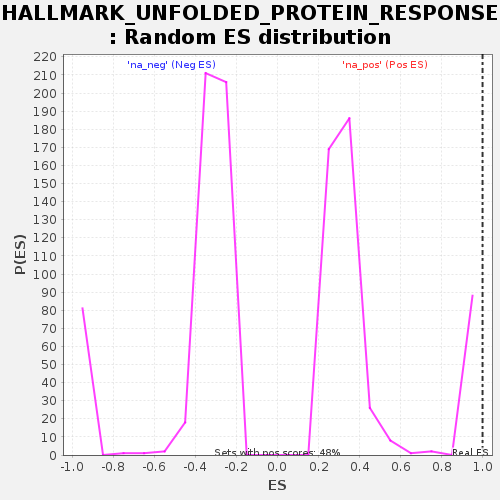 HALLMARK_UNFOLDED_PROTEIN_RESPONSE
: Random ES distribution
'na_neg' (Neg ES)
'na_pos' (Pos ES)
220
210
200
190
180
170
160
150
140
130
120
110
100
90
80
70
60
50
40
30
20
10
0
P(ES)
Sets with pos scores: 48%
Real ES
-1.0 -0.8 -0.6 -0.4 -0.2 0.0 0.2 0.4 0.6 0.8 1.0
ES